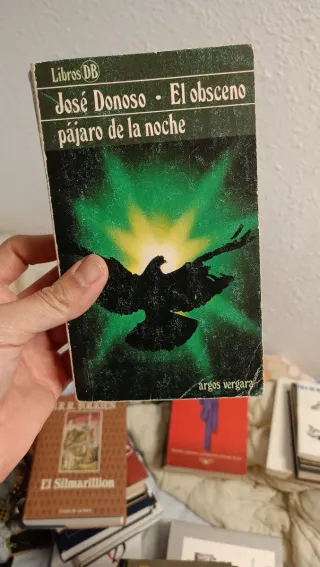 Libros DB
José Donoso - El obsceno
pájaro de la noche
argos vergara
J.R.R. TOLKIEN
El Silmarillion